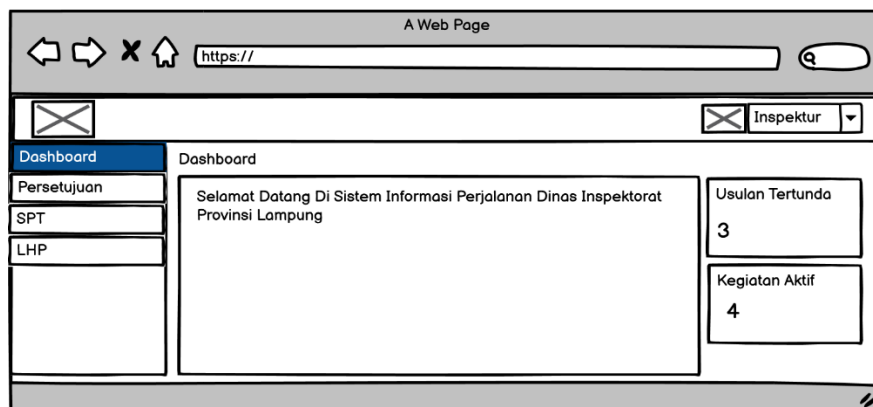 A Web Page
https://
Inspektur
Dashboard
Persetujuan
SPT
LHP
Dashboard
Selamat Datang Di Sistem Informasi Perjalanan Dinas Inspektorat
Provinsi Lampung
Usulan Tertunda
3
Kegiatan Aktif
4